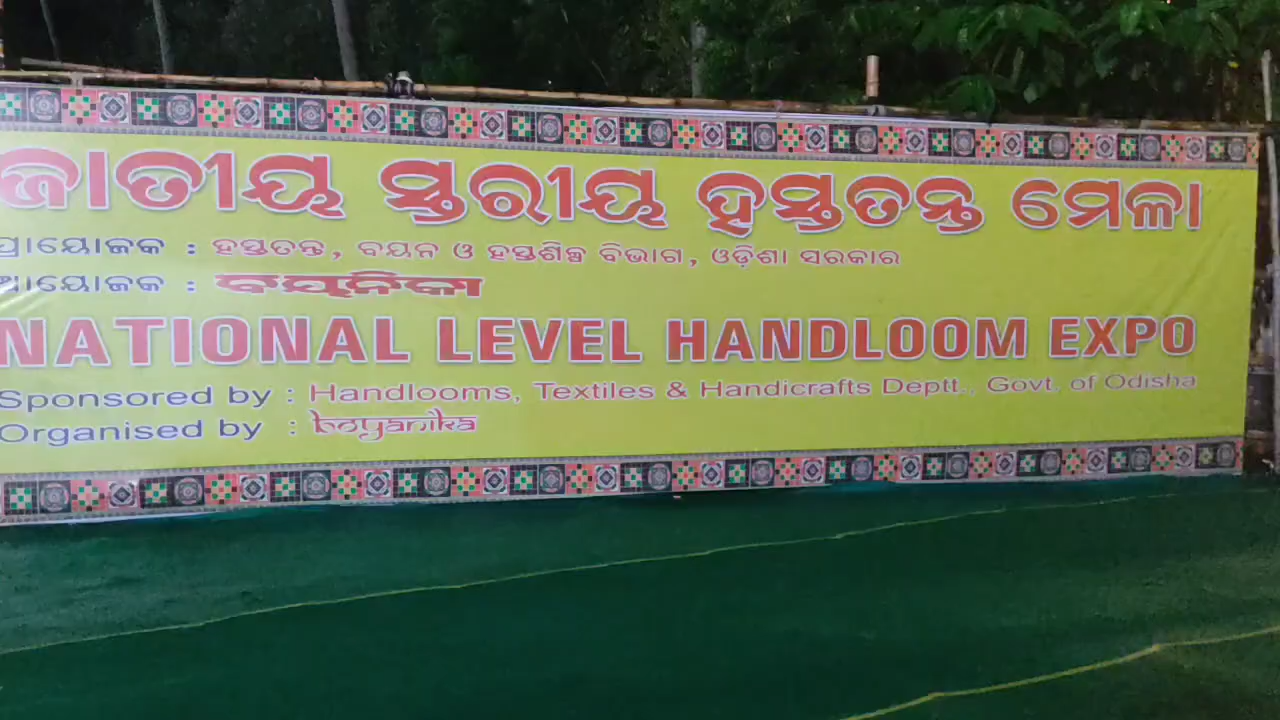 ଜାତୀୟ ସ୍ତରୀୟ ହସ୍ତତନ୍ତ ମେଳା
ପ୍ରାୟୋଜକ : ହସ୍ତତନ୍ତ, ବୟନ ଓ ହସ୍ତଶିଳ୍ପ ବିଭାଗ, ଓଡ଼ିଶା ସରକାର
ଆୟୋଜକ : ବୟନିକା
NATIONAL LEVEL HANDLOOM EXPO
Sponsored by : Handlooms, Textiles & Handicrafts Deptt., Govt. of Odisha
Organised by : boyanika